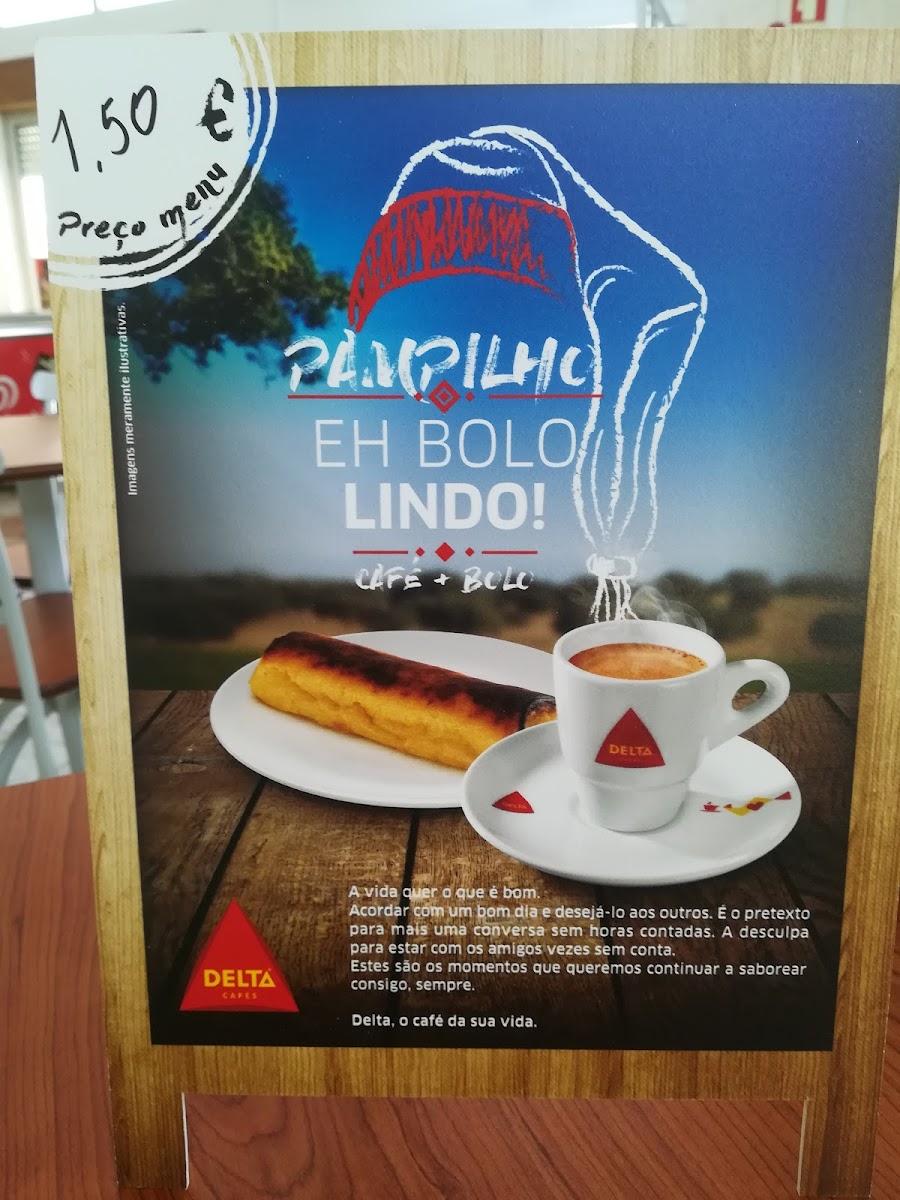 1,50 €
Preço menu
Imagens meramente ilustrativas.
PAMPILHO
EH BOLO
LINDO!
CAFÉ + BOLO
DELTA
A vida quer o que é bom.
Acordar com um bom dia e desejá-lo aos outros. É o pretexto
para mais uma conversa sem horas contadas. A desculpa
para estar com os amigos vezes sem conta.
Estes são os momentos que queremos continuar a saborear
consigo, sempre.
Delta, o café da sua vida.
DELTA
CAFÉS